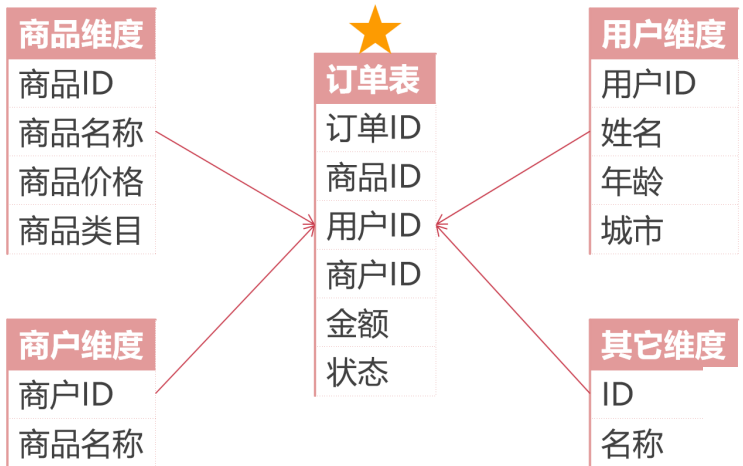 商品维度
商品ID
商品名称
商品价格
商品类目
订单表
订单ID
商品ID
用户ID
商户ID
金额
状态
用户维度
用户ID
姓名
年龄
城市
商户维度
商户ID
商品名称
其它维度
ID
名称